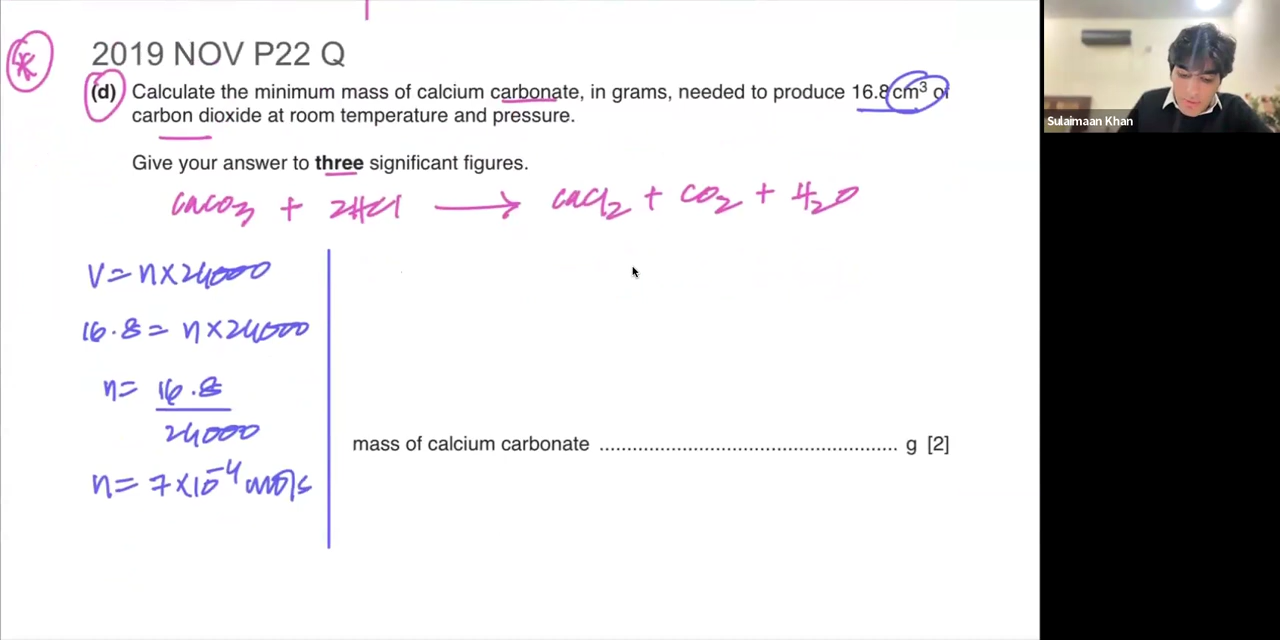 2019 NOV P22 Q
(d) Calculate the minimum mass of calcium carbonate, in grams, needed to produce 16.8 cm³ of
carbon dioxide at room temperature and pressure.
Give your answer to three significant figures.
CaCO₃ + 2HCl ⟶ CaCl₂ + CO₂ + H₂O
V = n×24000
16.8 = n×24000
n = 16.8
24000
n = 7×10⁻⁴ mols
mass of calcium carbonate ...................................................... g [2]
Sulaimaan Khan